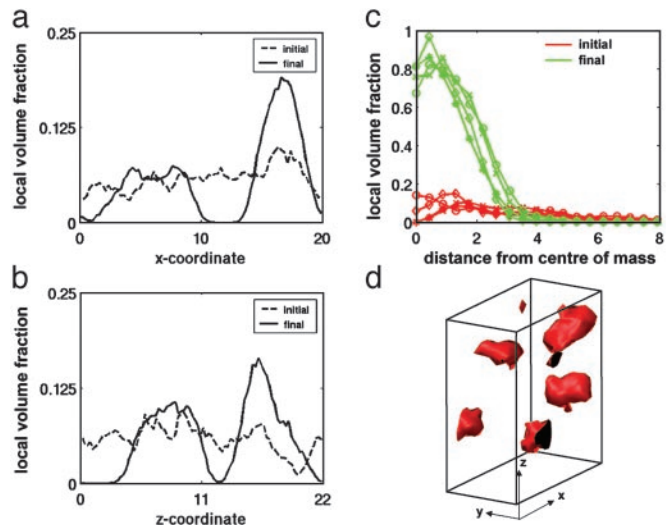 a
0.25
0.125
0
local volume fraction
initial
final
0
10
20
x-coordinate
b
0.25
0.125
0
local volume fraction
initial
final
0
11
22
z-coordinate
c
1
0.8
0.6
0.4
0.2
0
local volume fraction
initial
final
0
2
4
6
8
distance from centre of mass
d
z
y
x